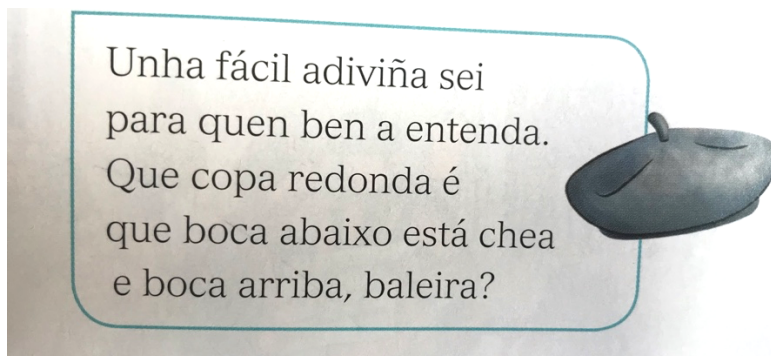 Unha fácil adiviña sei
para quen ben a entenda.
Que copa redonda é
que boca abaixo está chea
e boca arriba, baleira?